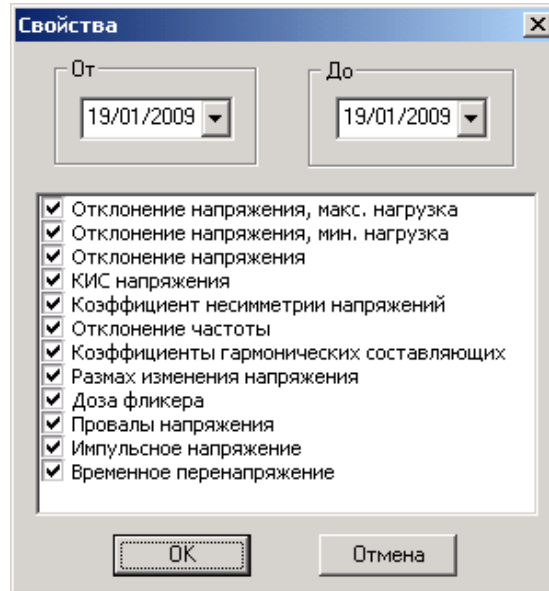 Свойства
От
До
19/01/2009
19/01/2009
Отклонение напряжения, макс. нагрузка
Отклонение напряжения, мин. нагрузка
Отклонение напряжения
КИС напряжения
Коэффициент несимметрии напряжений
Отклонение частоты
Коэффициенты гармонических составляющих
Размах изменения напряжения
Доза фликера
Провалы напряжения
Импульсное напряжение
Временное перенапряжение
OK
Отмена